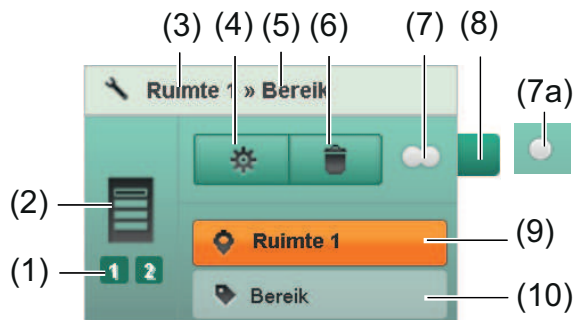 (3) (4) (5) (6) (7) (8)
(7a)
Ruimte 1 » Bereik
(2)
Ruimte 1 (9)
(1) 1 2
Bereik (10)